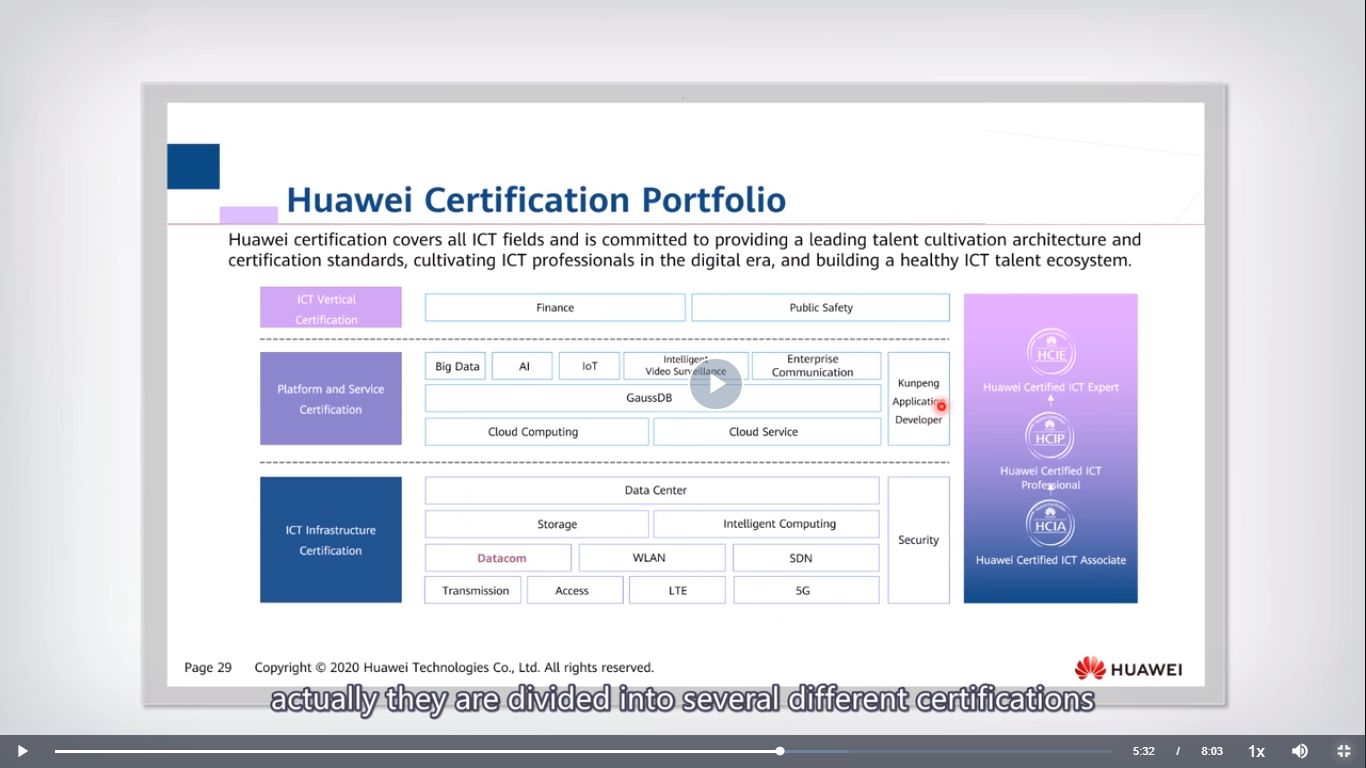 Huawei Certification Portfolio
Huawei certification covers all ICT fields and is committed to providing a leading talent cultivation architecture and
certification standards, cultivating ICT professionals in the digital era, and building a healthy ICT talent ecosystem.
ICT Vertical
Certification
Finance
Public Safety
Platform and Service
Certification
Big Data
AI
IoT
Intelligent
Video Surveillance
Enterprise
Communication
GaussDB
Cloud Computing
Cloud Service
Kunpeng
Application
Developer
ICT Infrastructure
Certification
Data Center
Storage
Intelligent Computing
Datacom
WLAN
SDN
Transmission
Access
LTE
5G
Security
HCIE
Huawei Certified ICT Expert
HCIP
Huawei Certified ICT
Professional
HCIA
Huawei Certified ICT Associate
Page 29
Copyright © 2020 Huawei Technologies Co., Ltd. All rights reserved.
HUAWEI
actually they are divided into several different certifications
5:32 / 8:03 1x